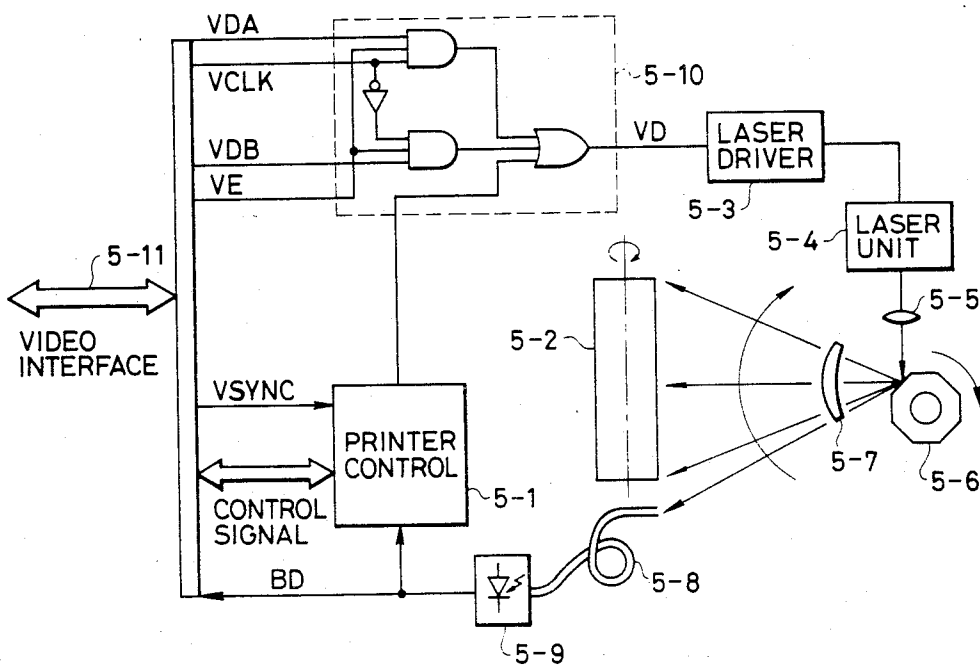 VDA
VCLK
5-10
VDB
VE
VD
LASER
DRIVER
5-3
LASER
UNIT
5-4
5-11
VIDEO
INTERFACE
5-2
5-5
VSYNC
PRINTER
CONTROL
5-1
5-7
5-6
CONTROL
SIGNAL
BD
5-8
5-9